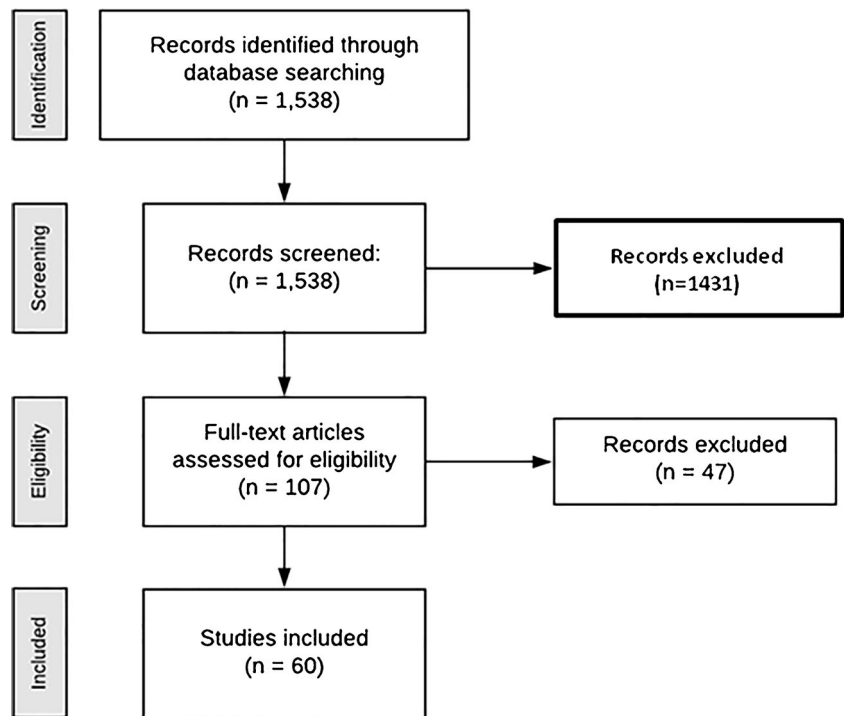 Identification
Records identified through
database searching
(n = 1,538)
Screening
Records screened:
(n = 1,538)
Records excluded
(n=1431)
Eligibility
Full-text articles
assessed for eligibility
(n = 107)
Records excluded
(n = 47)
Included
Studies included
(n = 60)